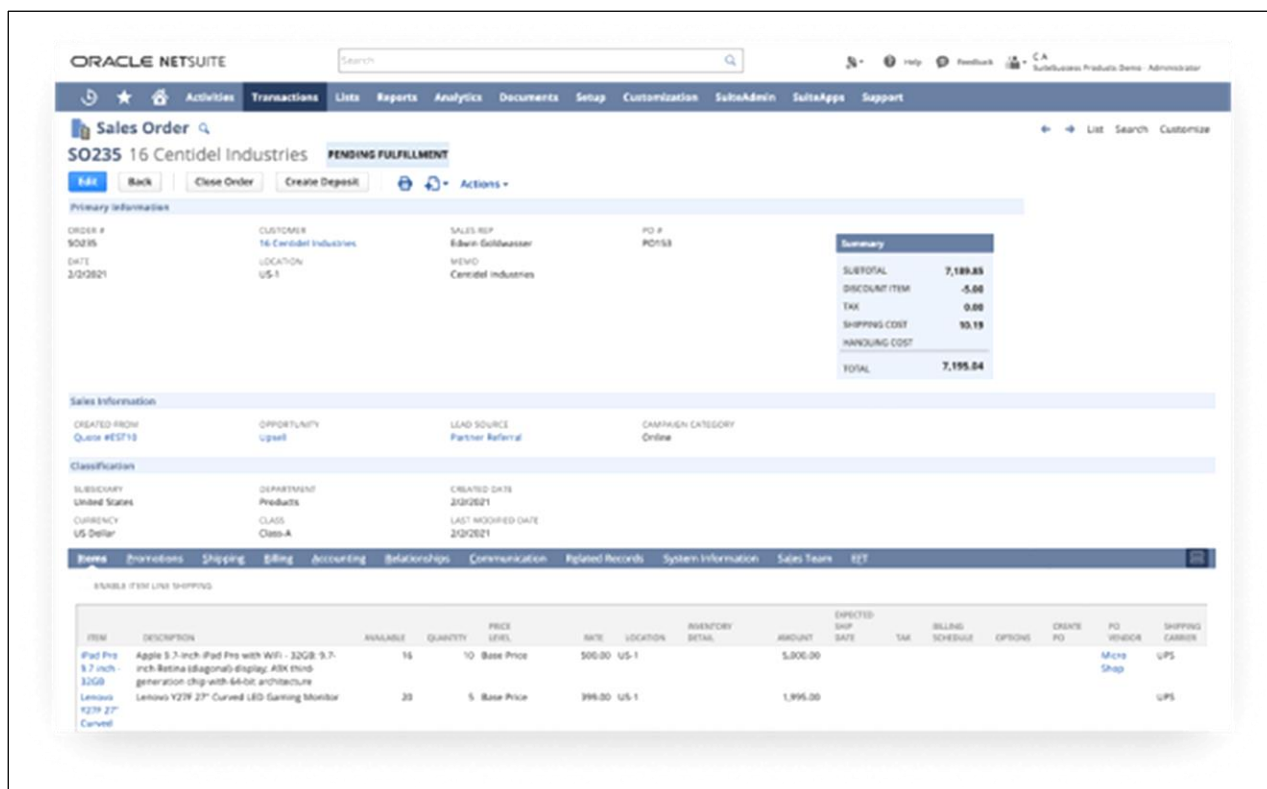 ORACLE NETSUITE
Search
Help
Feedback
C A
SuiteSuccess Products Demo - Administrator
Activities Transactions Lists Reports Analytics Documents Setup Customization SuiteAdmin SuiteApps Support
Sales Order
List Search Customize
SO235 16 Centidel Industries PENDING FULFILLMENT
Edit Back Close Order Create Deposit Actions
Primary Information
ORDER # CUSTOMER SALES REP PO #
SO235 16 Centidel Industries Edwin Goldwasser PO153
DATE LOCATION MEMO
2/2/2021 US-1 Centidel Industries
Summary
SUBTOTAL 7,189.85
DISCOUNT ITEM -5.00
TAX 0.00
SHIPPING COST 10.19
HANDLING COST
TOTAL 7,195.04
Sales Information
CREATED FROM OPPORTUNITY LEAD SOURCE CAMPAIGN CATEGORY
Quote #EST10 Upsell Partner Referral Online
Classification
SUBSIDIARY DEPARTMENT CREATED DATE
United States Products 2/2/2021
CURRENCY CLASS LAST MODIFIED DATE
US Dollar Class-A 2/2/2021
Items Promotions Shipping Billing Accounting Relationships Communication Related Records System Information Sales Team
ENABLE ITEM LINE SHIPPING
ITEM DESCRIPTION AVAILABLE QUANTITY PRICE LEVEL RATE LOCATION INVENTORY DETAIL AMOUNT EXPECTED SHIP DATE TAX BILLING SCHEDULE OPTIONS CREATE PO PO VENDOR SHIPPING CARRIER
iPad Pro Apple 9.7-inch iPad Pro with WiFi - 32GB: 9.7- 16 10 Base Price 500.00 US-1 5,000.00 Micro UPS
9.7 inch - inch Retina (diagonal) display; A9X third- Shop
32GB generation chip with 64-bit architecture
Lenovo Lenovo Y27F 27" Curved LED Gaming Monitor 20 5 Base Price 399.00 US-1 1,995.00 UPS
Y27F 27"
Curved